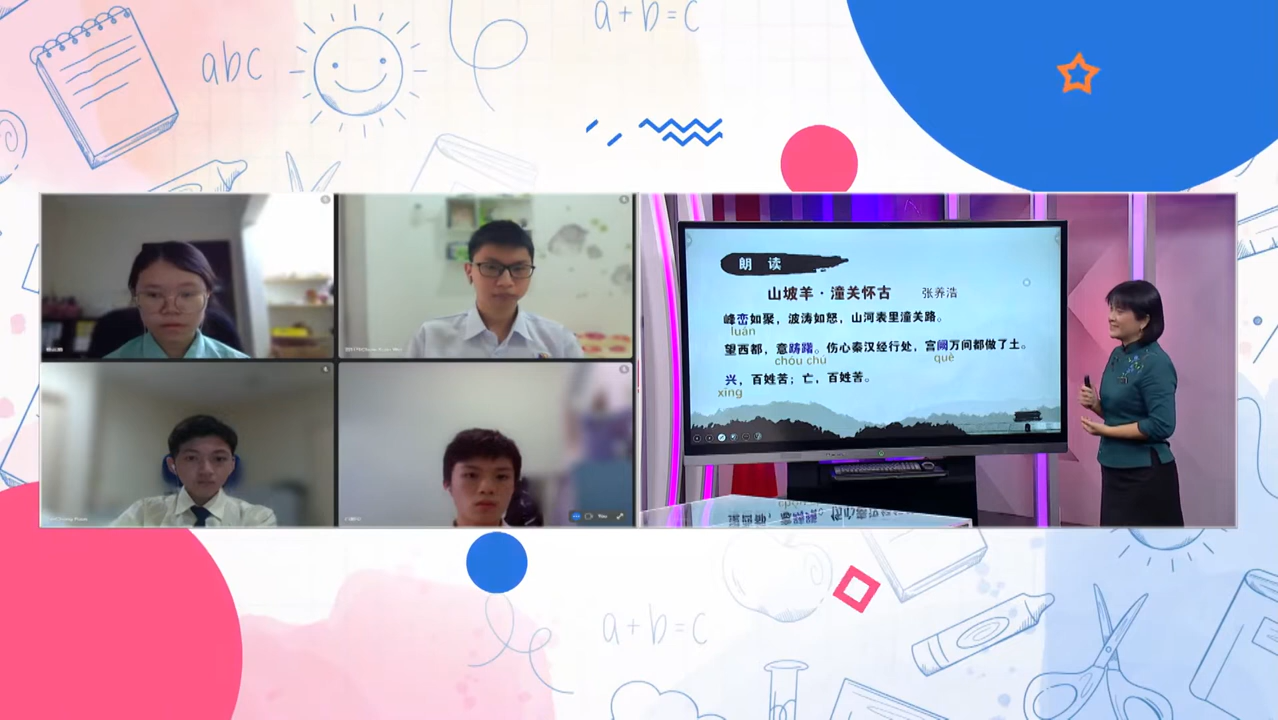 a+b=c
abc
朗 读
山坡羊·潼关怀古 张养浩
峰峦如聚，波涛如怒，山河表里潼关路。
luán
望西都，意踌躇。伤心秦汉经行处，宫阙万间都做了土。
chóu chú quē
兴，百姓苦；亡，百姓苦。
xīng
You
a+b=c